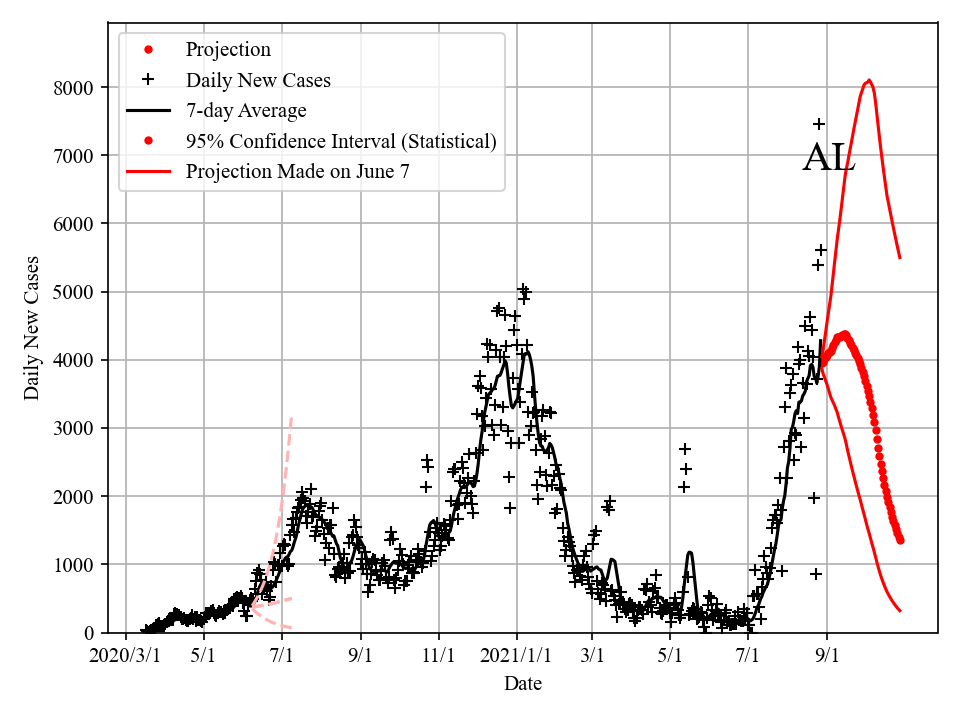 Projection
Daily New Cases
7-day Average
95% Confidence Interval (Statistical)
Projection Made on June 7
AL
8000
7000
6000
5000
4000
3000
2000
1000
0
Daily New Cases
2020/3/1 5/1 7/1 9/1 11/1 2021/1/1 3/1 5/1 7/1 9/1
Date